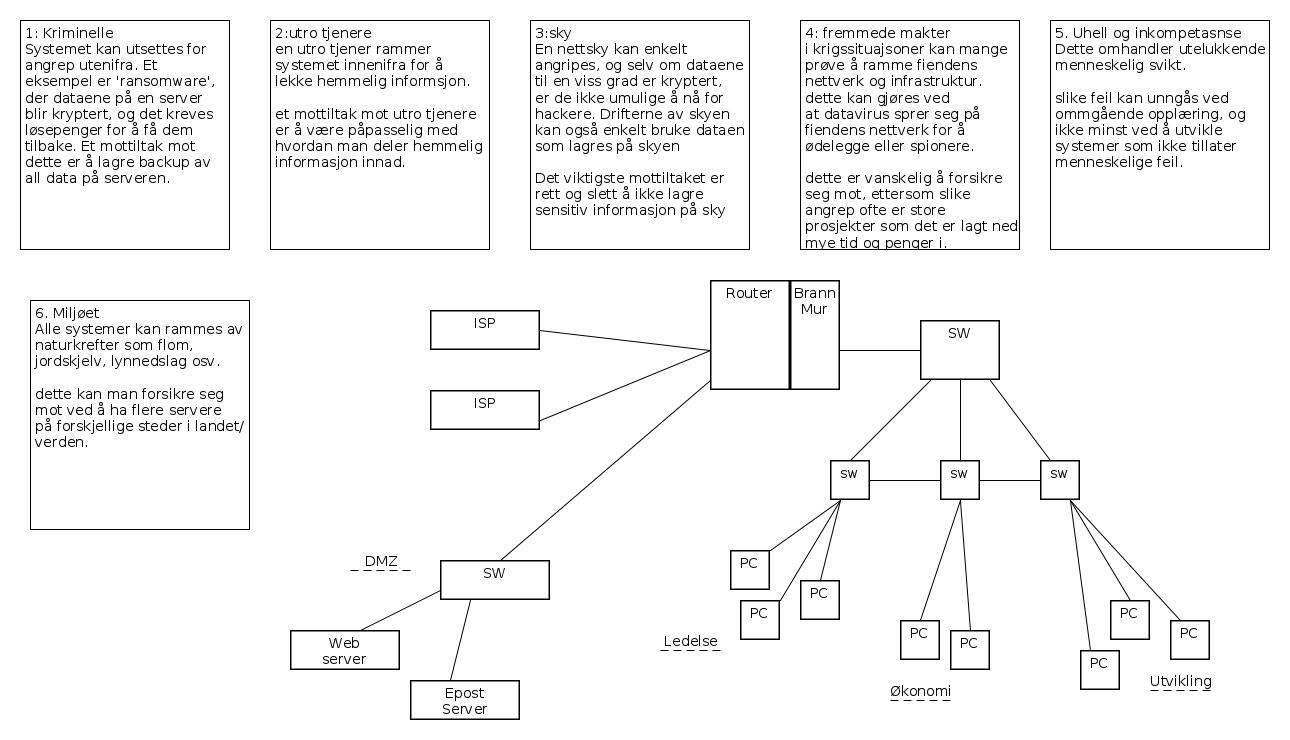 1: Kriminelle
Systemet kan utsettes for
angrep utenifra. Et
eksempel er 'ransomware',
der dataene på en server
blir kryptert, og det kreves
løsepenger for å få dem
tilbake. Et mottiltak mot
dette er å lagre backup av
all data på serveren.
2:utro tjenere
en utro tjener rammer
systemet innenifra for å
lekke hemmelig informsjon.
et mottiltak mot utro tjenere
er å være påpasselig med
hvordan man deler hemmelig
informasjon innad.
3:sky
En nettsky kan enkelt
angripes, og selv om dataene
til en viss grad er kryptert,
er de ikke umulige å nå for
hackere. Drifterne av skyen
kan også enkelt bruke dataen
som lagres på skyen
Det viktigste mottiltaket er
rett og slett å ikke lagre
sensitiv informasjon på sky
4: fremmede makter
i krigssituajsoner kan mange
prøve å ramme fiendens
nettverk og infrastruktur.
dette kan gjøres ved
at datavirus sprer seg på
fiendens nettverk for å
ødelegge eller spionere.
dette er vanskelig å forsikre
seg mot, ettersom slike
angrep ofte er store
prosjekter som det er lagt ned
mye tid og penger i.
5. Uhell og inkompetasnse
Dette omhandler utelukkende
menneskelig svikt.
slike feil kan unngås ved
ommgående opplæring, og
ikke minst ved å utvikle
systemer som ikke tillater
menneskelige feil.
6. Miljøet
Alle systemer kan rammes av
naturkrefter som flom,
jordskjelv, lynnedslag osv.
dette kan man forsikre seg
mot ved å ha flere servere
på forskjellige steder i landet/
verden.
ISP
ISP
Router
Brann
Mur
SW
SW
SW
SW
DMZ
SW
Web
server
Epost
Server
PC
PC
PC
Ledelse
PC
PC
Økonomi
PC
PC
PC
Utvikling